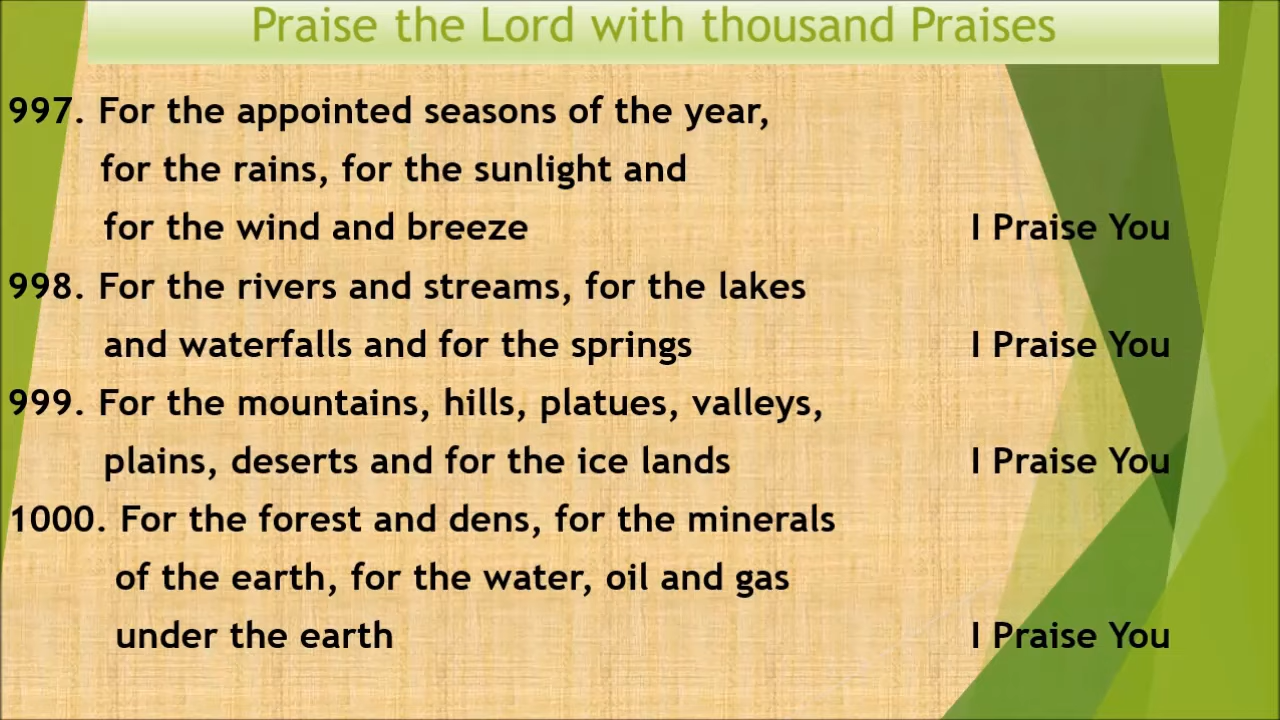 Praise the Lord with thousand Praises
997. For the appointed seasons of the year,
for the rains, for the sunlight and
for the wind and breeze I Praise You
998. For the rivers and streams, for the lakes
and waterfalls and for the springs I Praise You
999. For the mountains, hills, platues, valleys,
plains, deserts and for the ice lands I Praise You
1000. For the forest and dens, for the minerals
of the earth, for the water, oil and gas
under the earth I Praise You